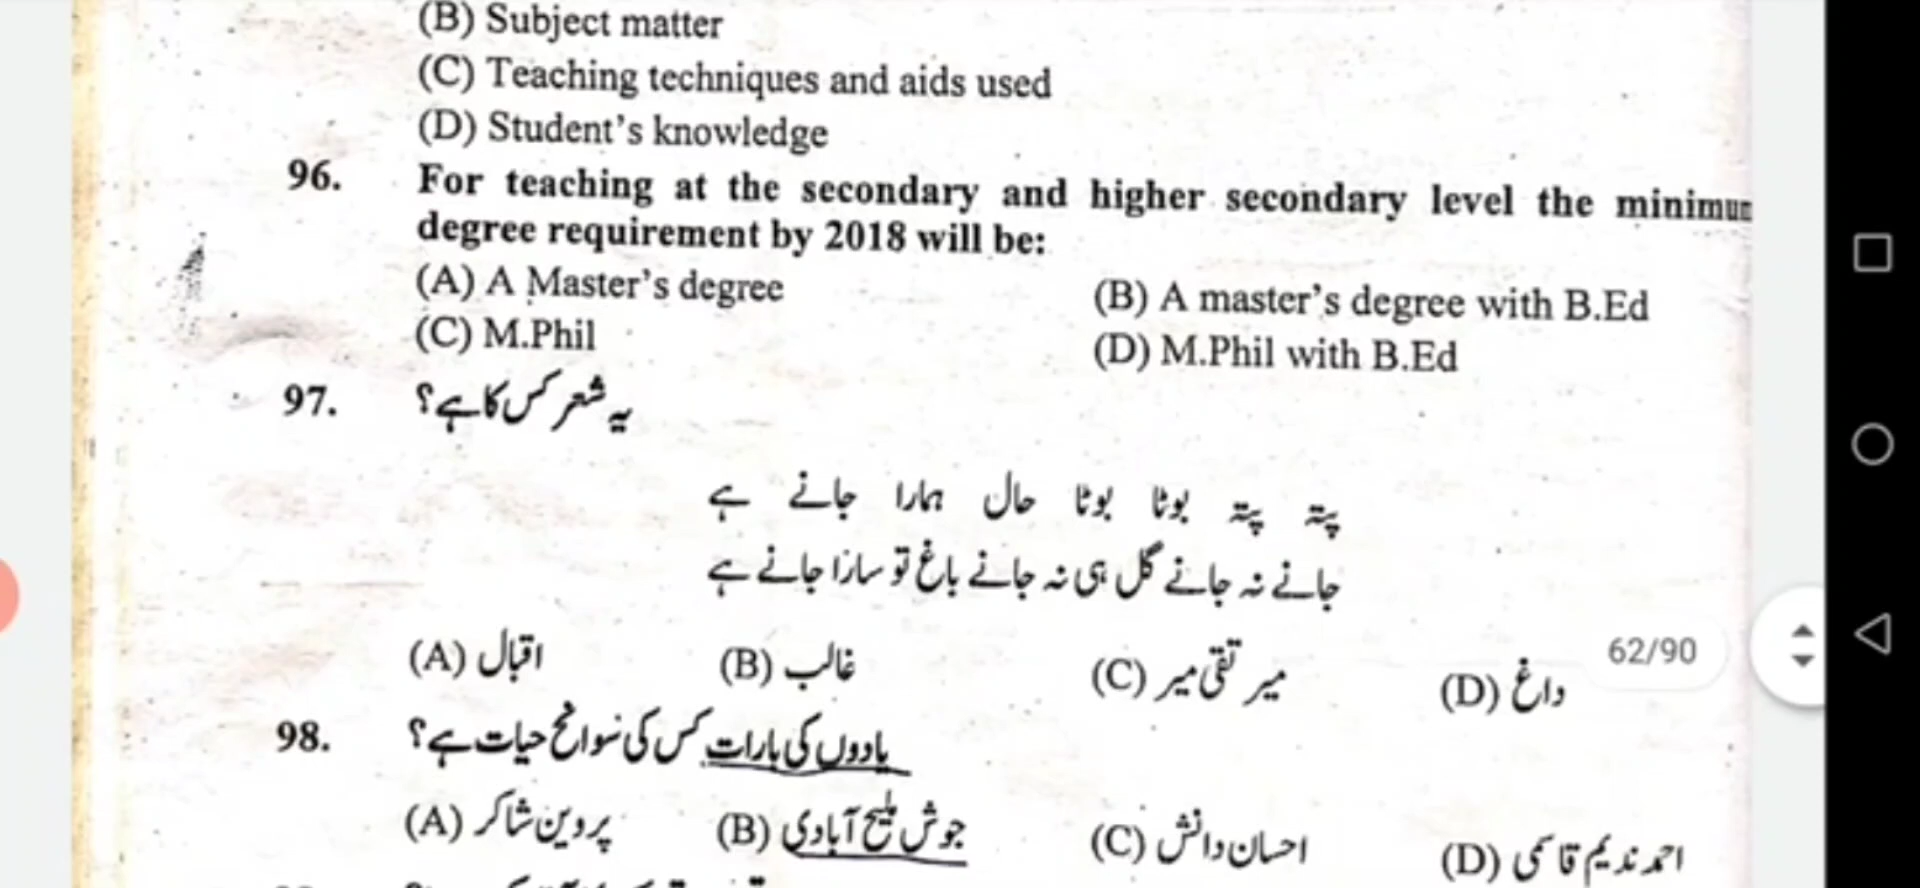 (B) Subject matter
(C) Teaching techniques and aids used
(D) Student's knowledge
96. For teaching at the secondary and higher secondary level the minimum
degree requirement by 2018 will be:
(A) A Master's degree (B) A master's degree with B.Ed
(C) M.Phil (D) M.Phil with B.Ed
97. یہ شعر کس کا ہے؟
پتہ پتہ بوٹا بوٹا حال ہمارا جانے ہے
جانے نہ جانے گل ہی نہ جانے باغ تو سارا جانے ہے
(A) اقبال (B) غالب (C) میر تقی میر (D) داغ
62/90
98. یادوں کی بارات کس کی سوانح حیات ہے؟
(A) پروین شاکر (B) جوش ملیح آبادی (C) احسان دانش (D) احمد ندیم قاسمی